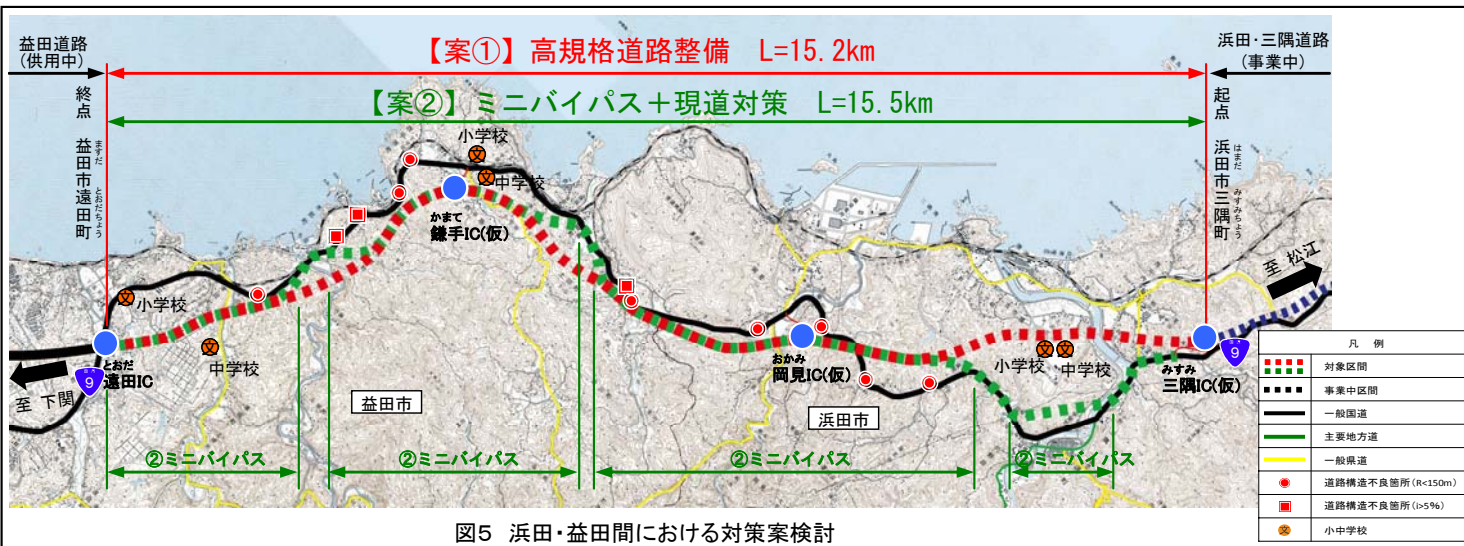 益田道路
(供用中)
【案①】高規格道路整備 L=15.2km
浜田・三隅道路
(事業中)
【案②】ミニバイパス+現道対策 L=15.5km
終点 益田市遠田町
ますだ とおだちょう
起点 浜田市三隅町
はまだ みすみちょう
小学校
中学校
かまて
鎌手IC(仮)
至 松江
小学校
中学校
とおだ
遠田IC
国道
9
至 下関
おかみ
岡見IC(仮)
小学校
中学校
みすみ
三隅IC(仮)
国道
9
益田市
浜田市
②ミニバイパス
②ミニバイパス
②ミニバイパス
②ミニバイパス
凡 例
対象区間
事業中区間
一般国道
主要地方道
一般県道
道路構造不良箇所(R<150m)
道路構造不良箇所(i>5%)
文
小中学校
図5 浜田・益田間における対策案検討